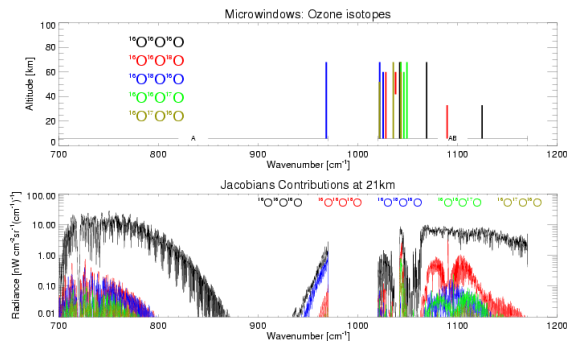 Microwindows: Ozone isotopes
Altitude [km]
100
80
60
40
20
0
¹⁶O¹⁶O¹⁶O
¹⁶O¹⁶O¹⁸O
¹⁶O¹⁸O¹⁶O
¹⁶O¹⁶O¹⁷O
¹⁶O¹⁷O¹⁶O
A AB
700 800 900 1000 1100 1200
Wavenumber [cm⁻¹]
Jacobians Contributions at 21km
Radiance [nW cm⁻²sr⁻¹(cm⁻¹)⁻¹]
100.00
10.00
1.00
0.10
0.01
¹⁶O¹⁶O¹⁶O ¹⁶O¹⁶O¹⁸O ¹⁶O¹⁸O¹⁶O ¹⁶O¹⁶O¹⁷O ¹⁶O¹⁷O¹⁶O
700 800 900 1000 1100 1200
Wavenumber [cm⁻¹]